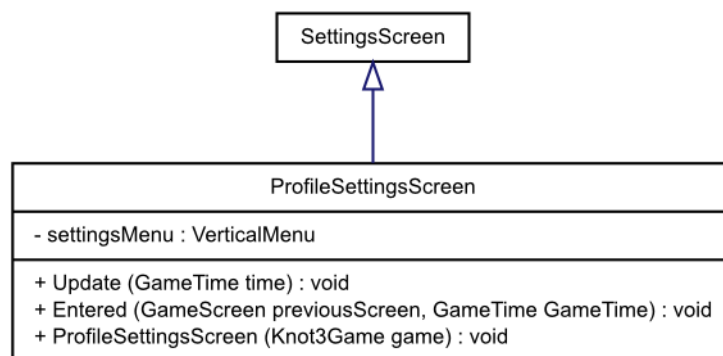 SettingsScreen
ProfileSettingsScreen
- settingsMenu : VerticalMenu
+ Update (GameTime time) : void
+ Entered (GameScreen previousScreen, GameTime GameTime) : void
+ ProfileSettingsScreen (Knot3Game game) : void